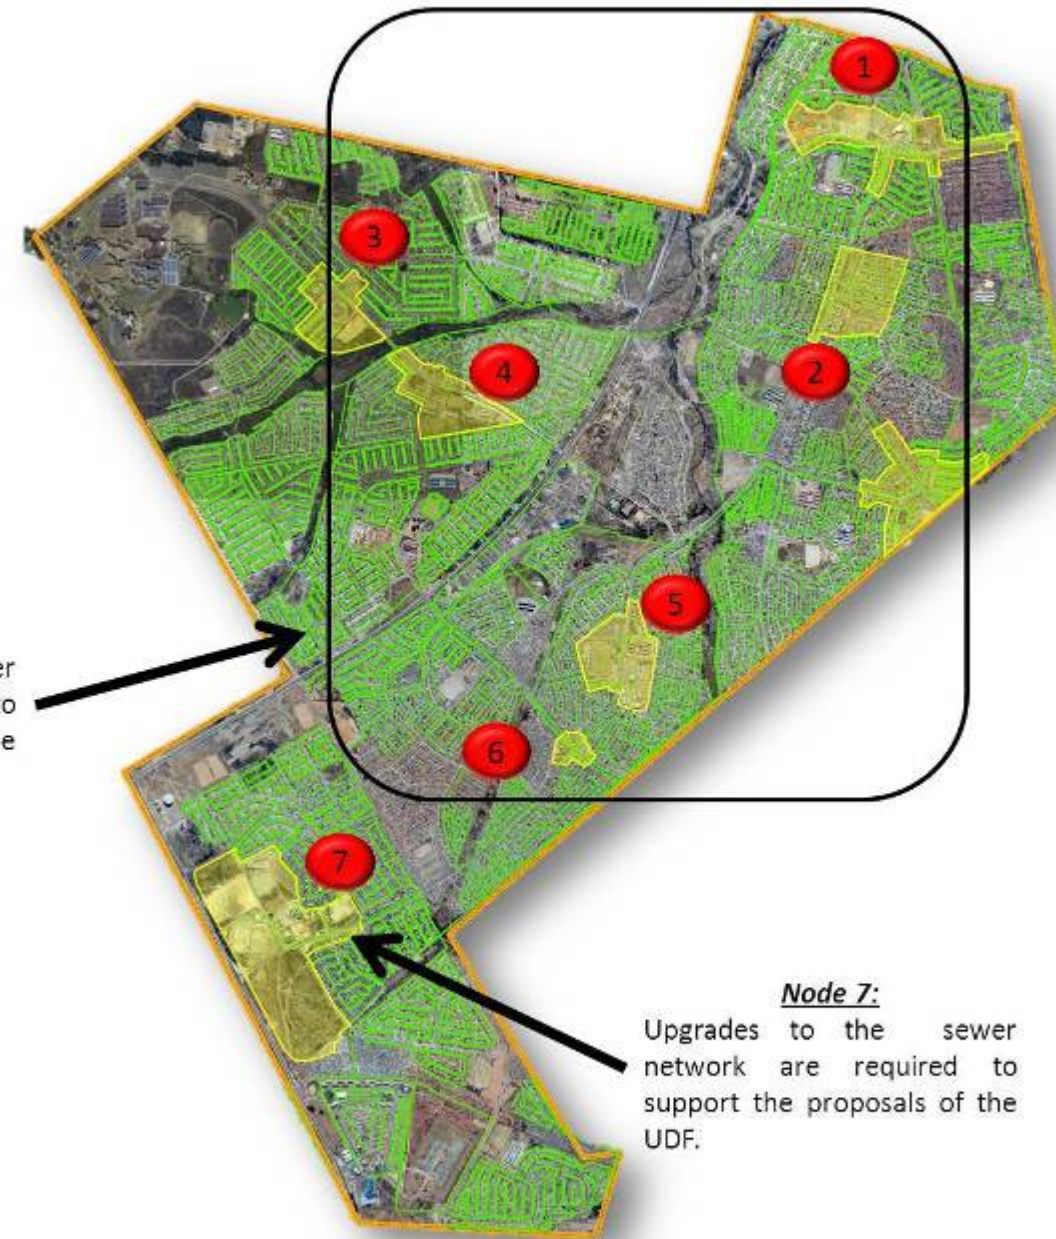 1
3
4
2
5
er
o
e
6
7
Node 7:
Upgrades to the sewer
network are required to
support the proposals of the
UDF.